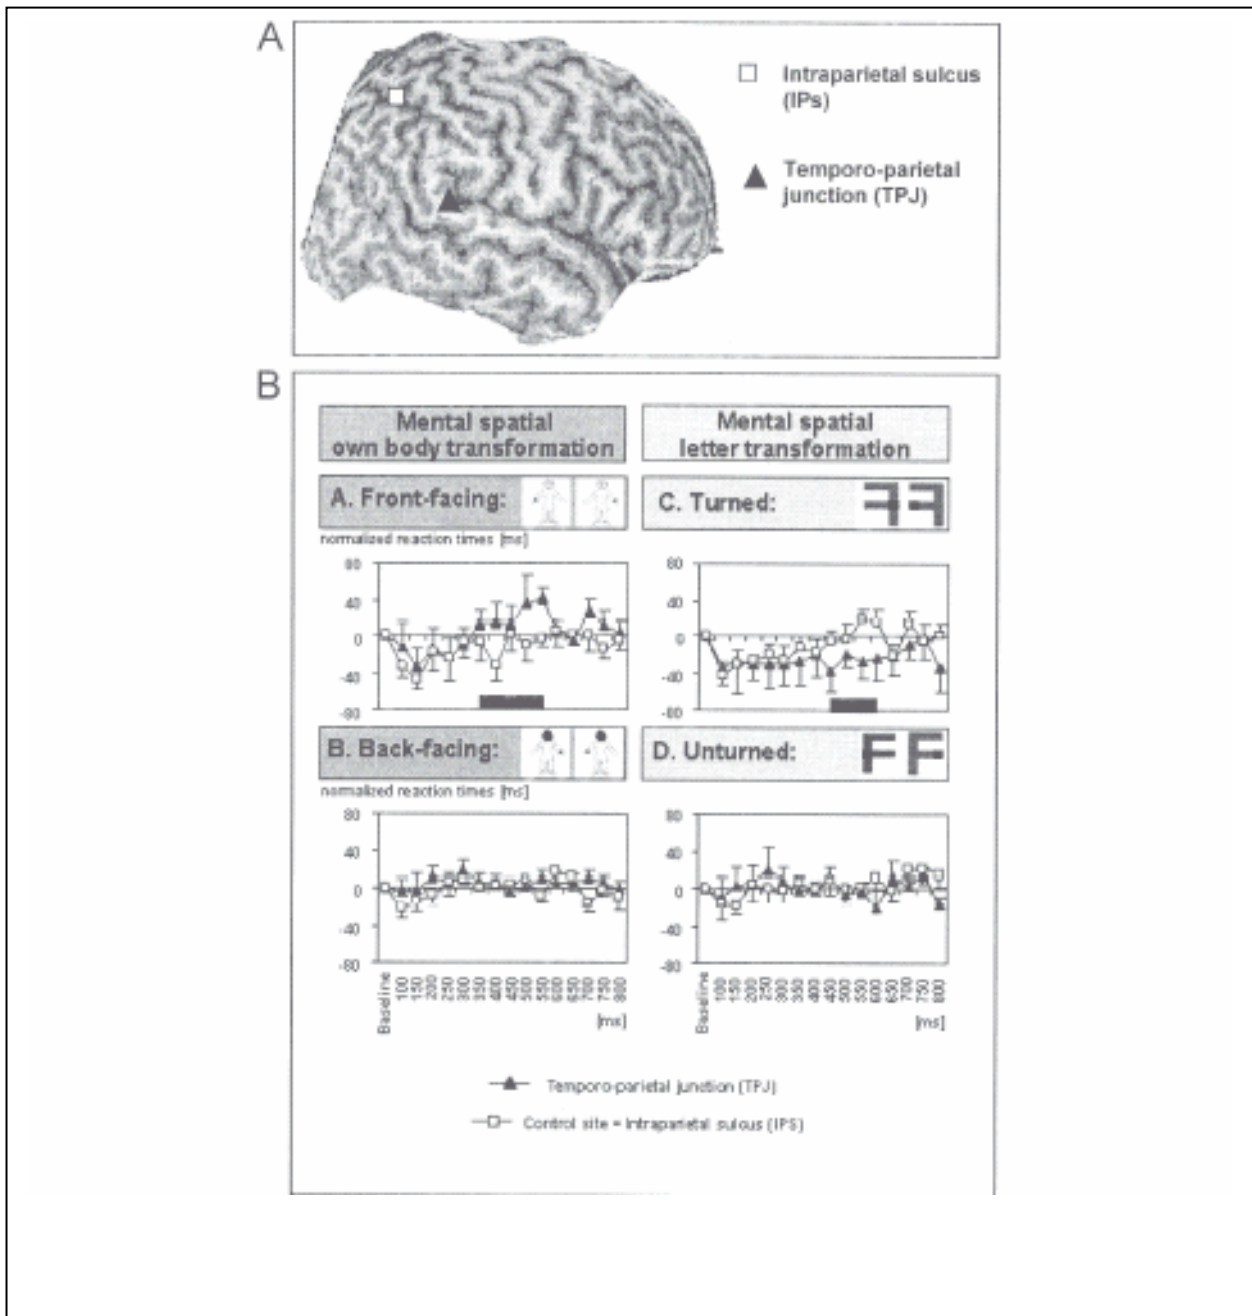 A
Intraparietal sulcus
(IPs)
Temporo-parietal
junction (TPJ)
B
Mental spatial
own body transformation
Mental spatial
letter transformation
A. Front-facing:
C. Turned:
normalized reaction times [ms]
80
40
0
-40
-80
80
40
0
-40
-80
B. Back-facing:
D. Unturned:
F F
normalized reaction times [ms]
80
40
0
-40
-80
80
40
0
-40
-80
Baseline 100 150 200 250 300 350 400 450 500 550 600 650 700 750 800
[ms]
Baseline 100 150 200 250 300 350 400 450 500 550 600 650 700 750 800
[ms]
Temporo-parietal junction (TPJ)
Control site = Intraparietal sulcus (IPS)